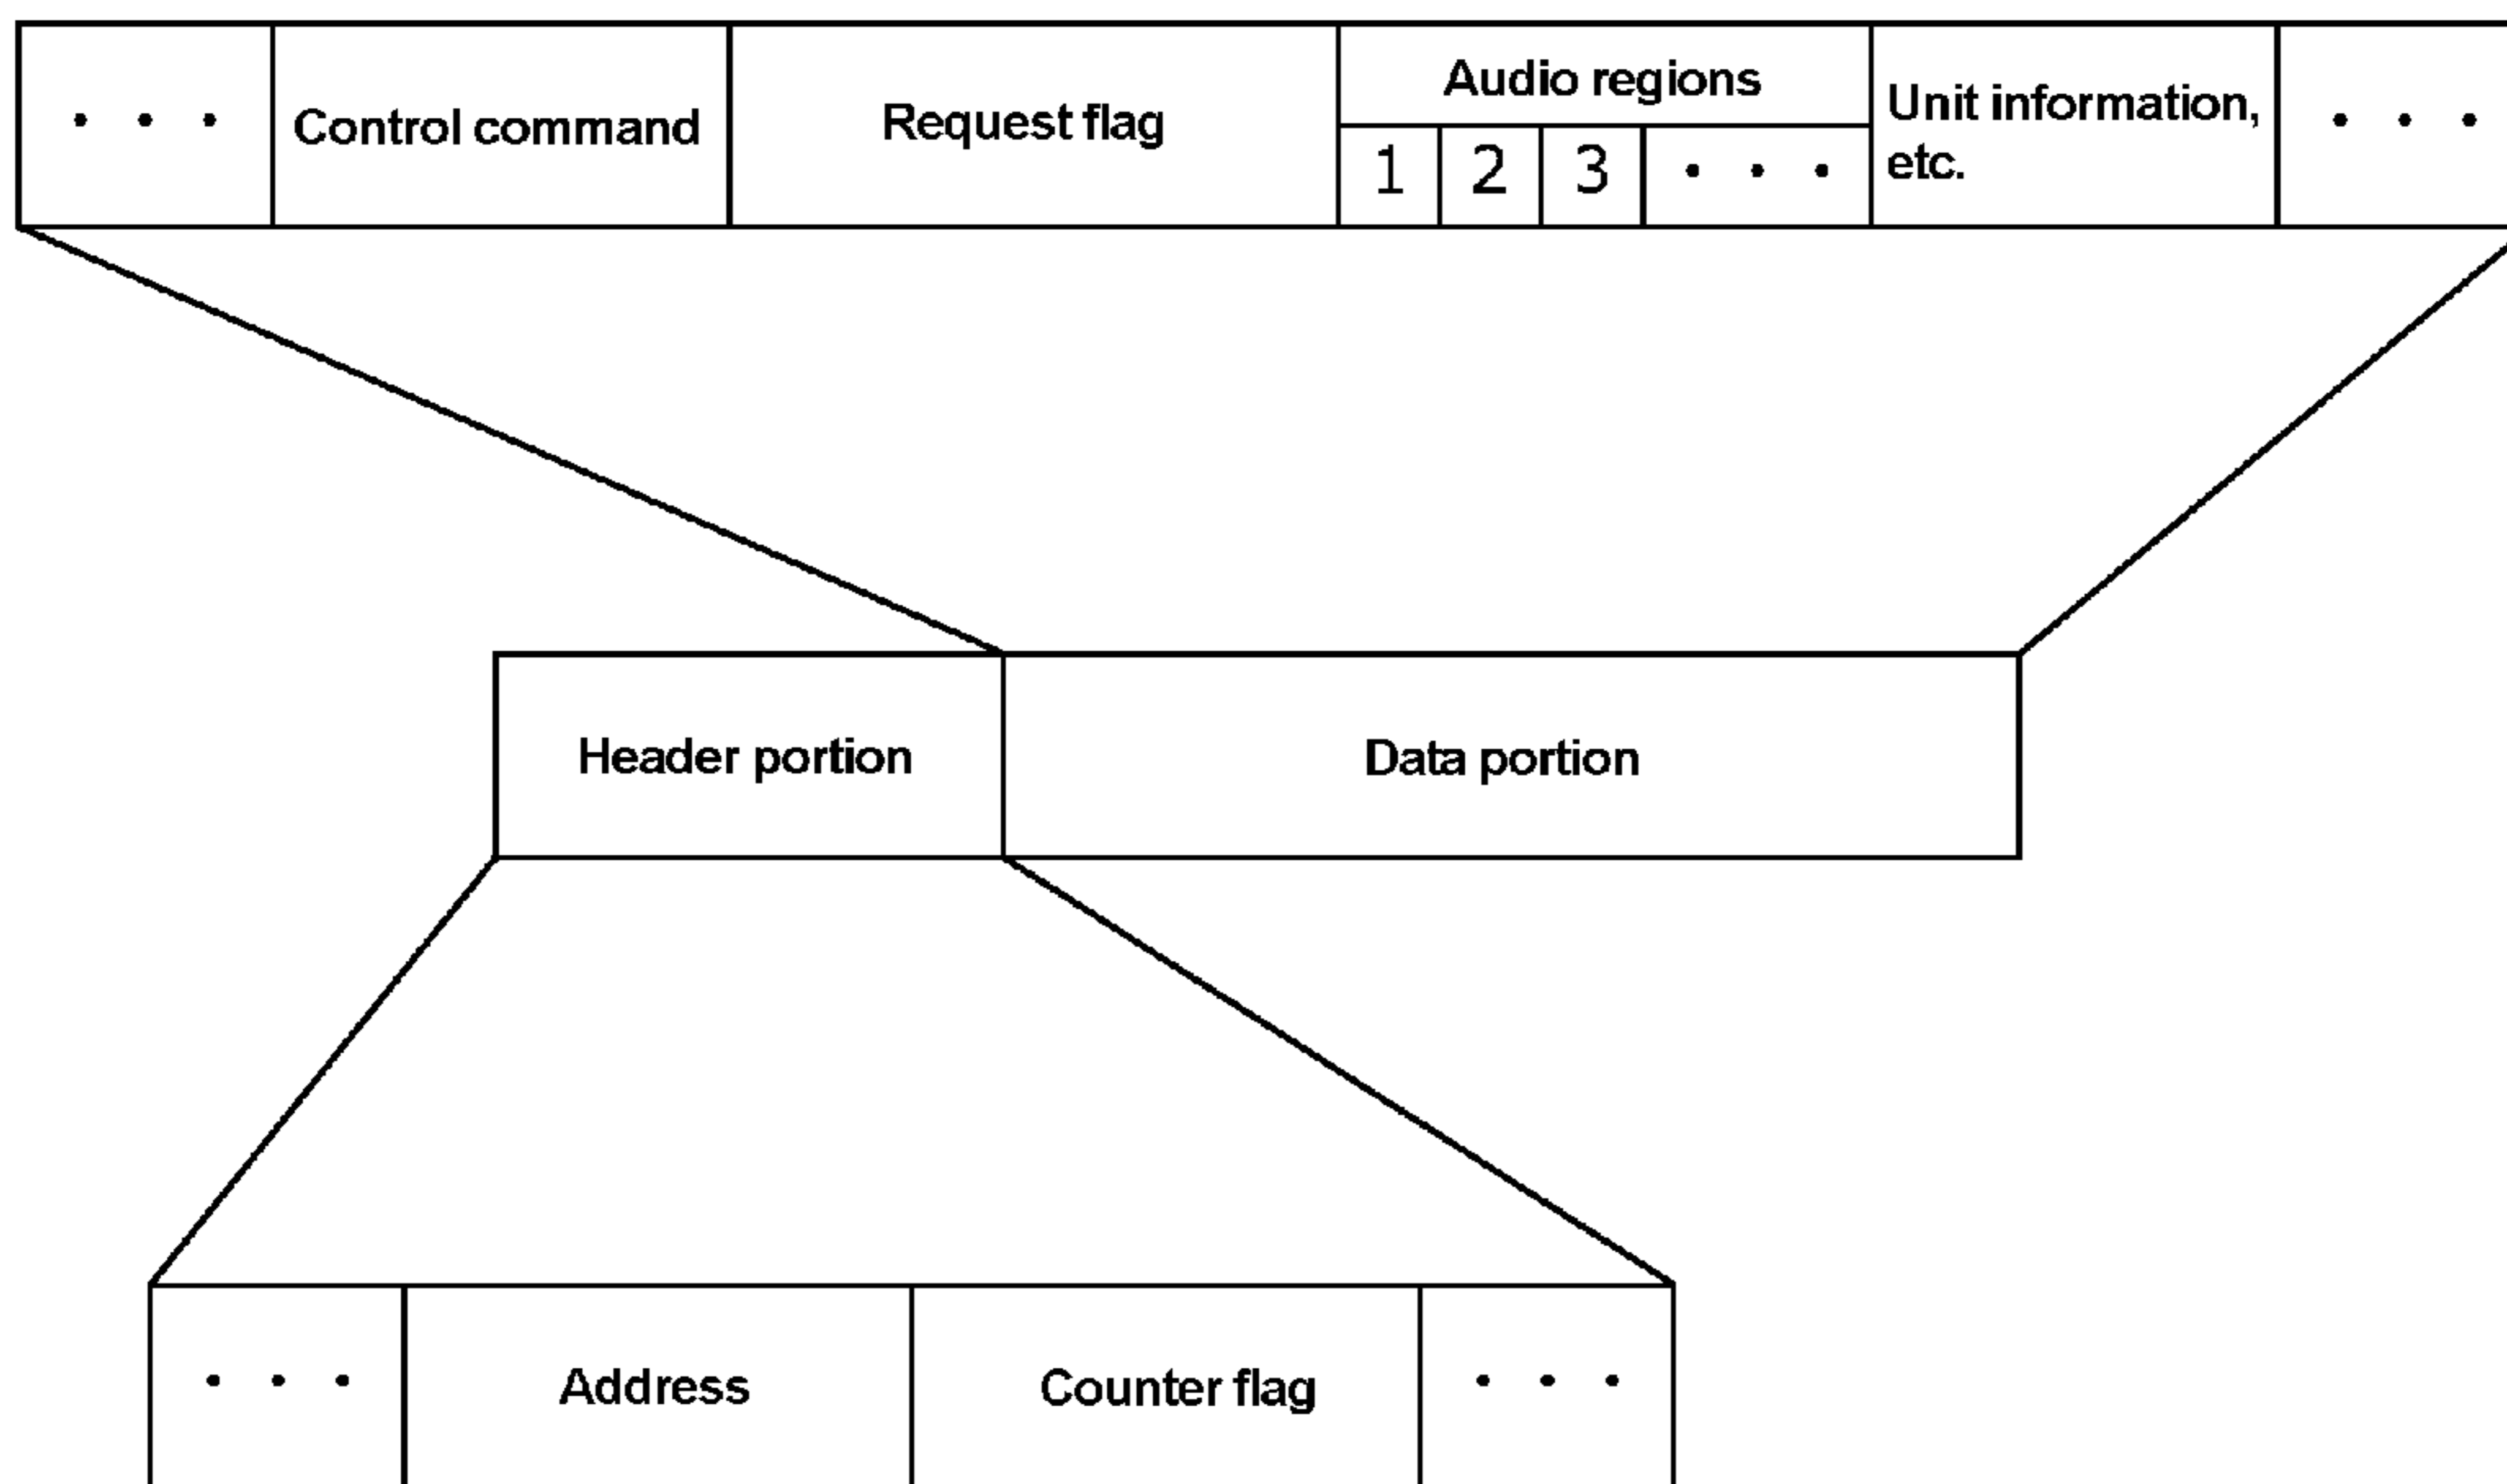 • • •
Control command
Request flag
Audio regions
1 2 3 • • •
Unit information,
etc.
• • •
Header portion
Data portion
• • •
Address
Counter flag
• • •